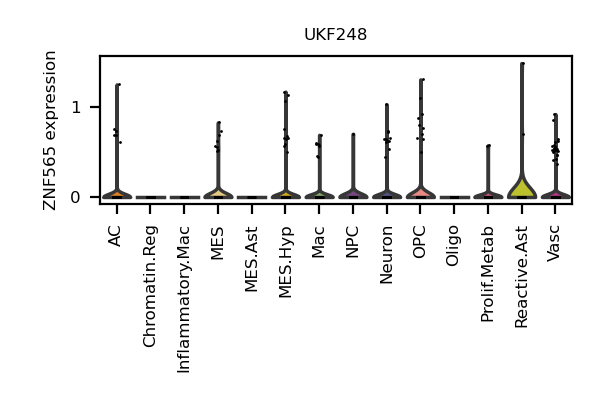 UKF248
ZNF565 expression
1
0
AC
Chromatin.Reg
Inflammatory.Mac
MES
MES.Ast
MES.Hyp
Mac
NPC
Neuron
OPC
Oligo
Prolif.Metab
Reactive.Ast
Vasc